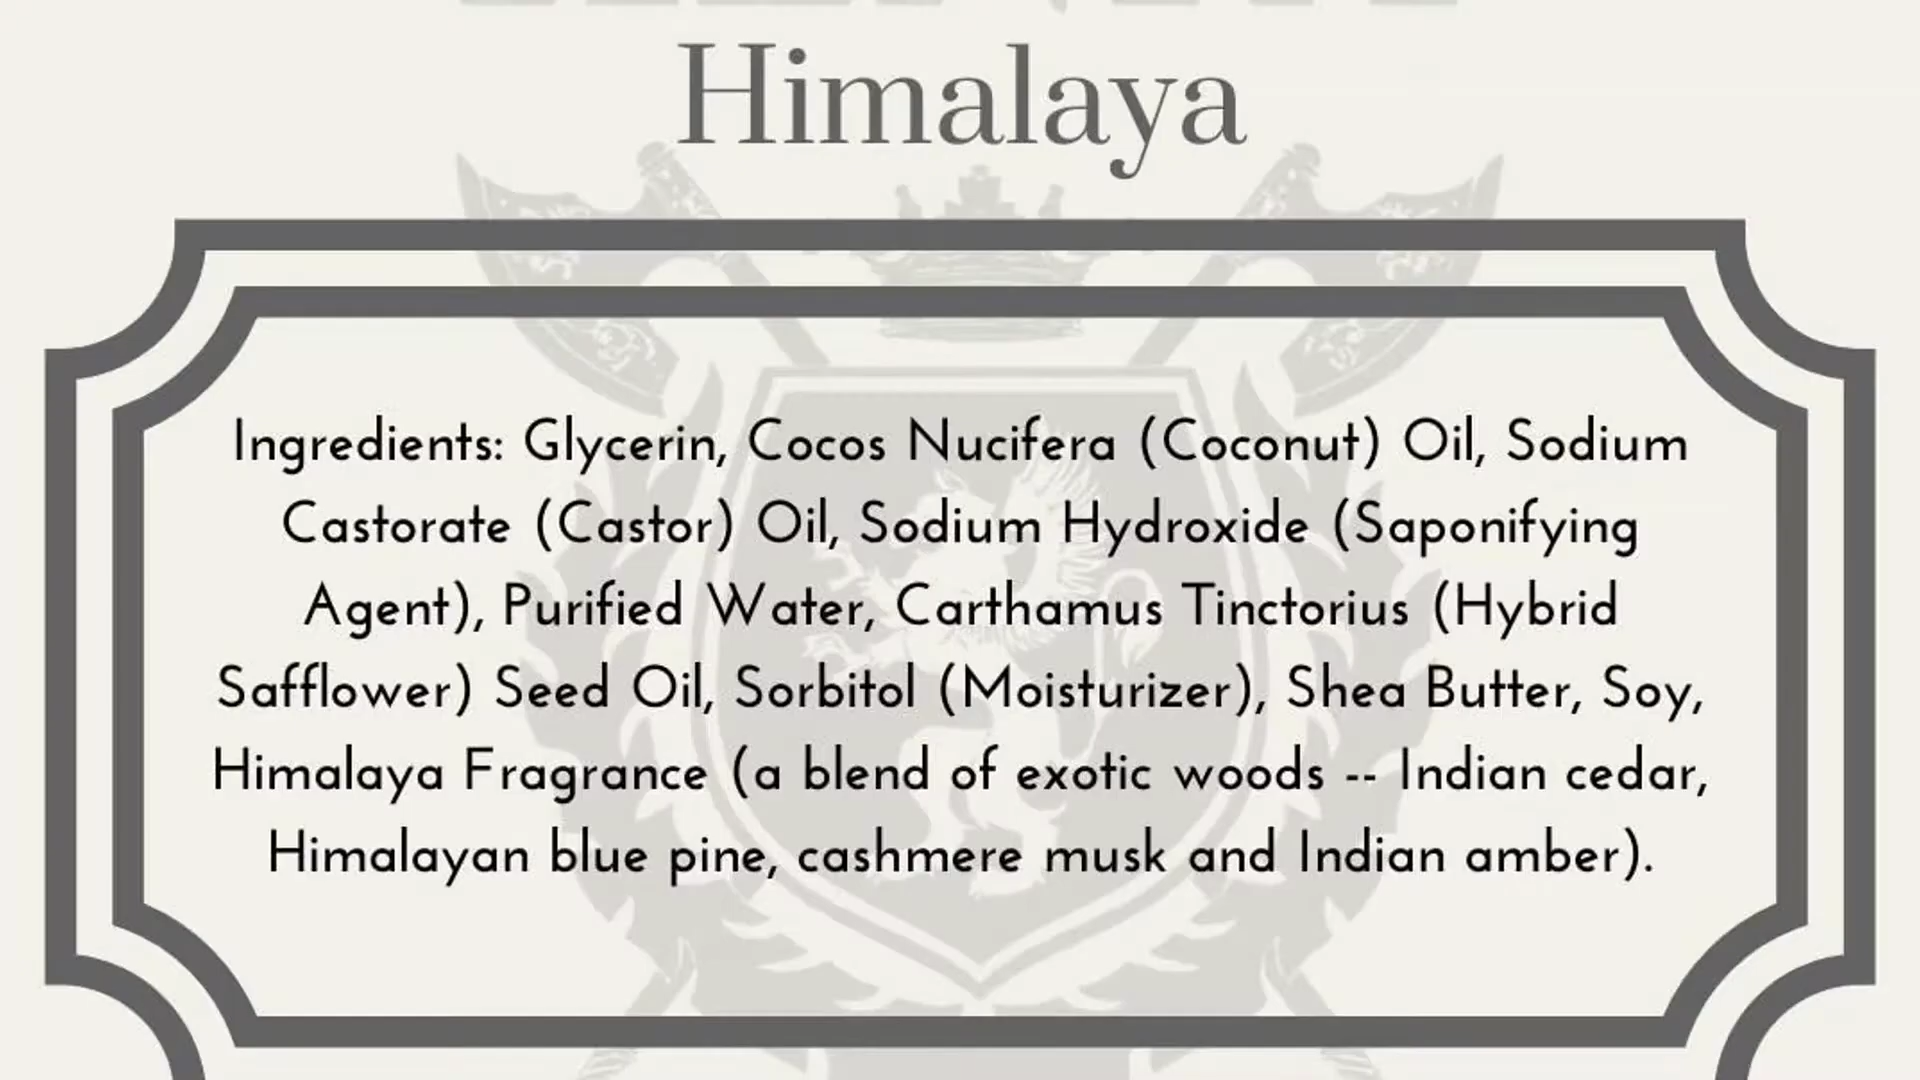 Himalaya
Ingredients: Glycerin, Cocos Nucifera (Coconut) Oil, Sodium
Castorate (Castor) Oil, Sodium Hydroxide (Saponifying
Agent), Purified Water, Carthamus Tinctorius (Hybrid
Safflower) Seed Oil, Sorbitol (Moisturizer), Shea Butter, Soy,
Himalaya Fragrance (a blend of exotic woods -- Indian cedar,
Himalayan blue pine, cashmere musk and Indian amber).